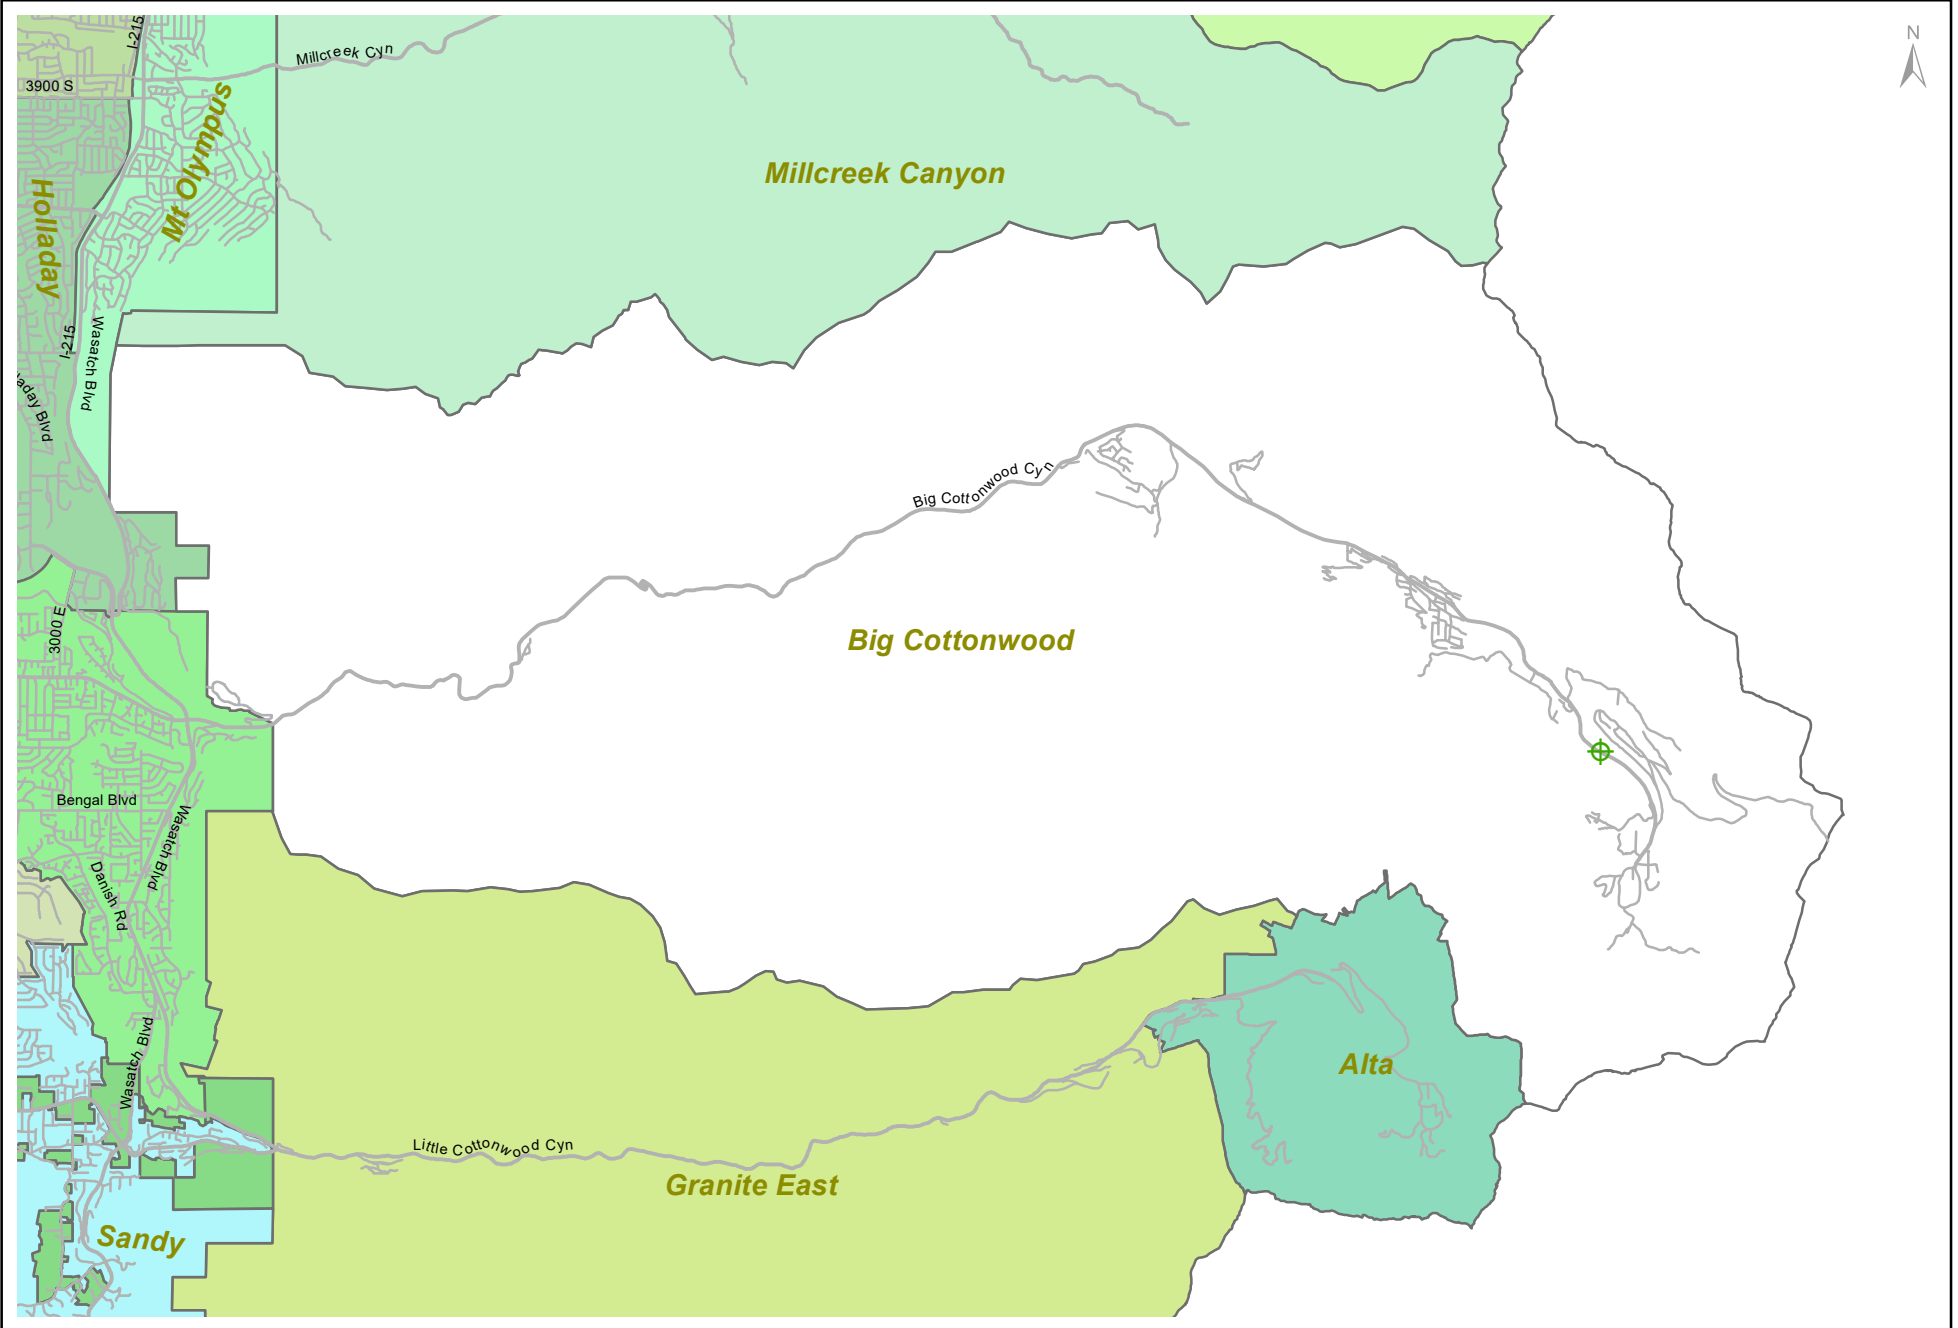 I-215
Millcreek Cyn
N
3900 S
Mt Olympus
Millcreek Canyon
Holladay
I-215
Wasatch Blvd
Blvd
Big Cottonwood Cyn
3000 E
Big Cottonwood
Bengal Blvd
Wasatch Blvd
Danish Rd
Wasatch Blvd
Alta
Little Cottonwood Cyn
Granite East
Sandy